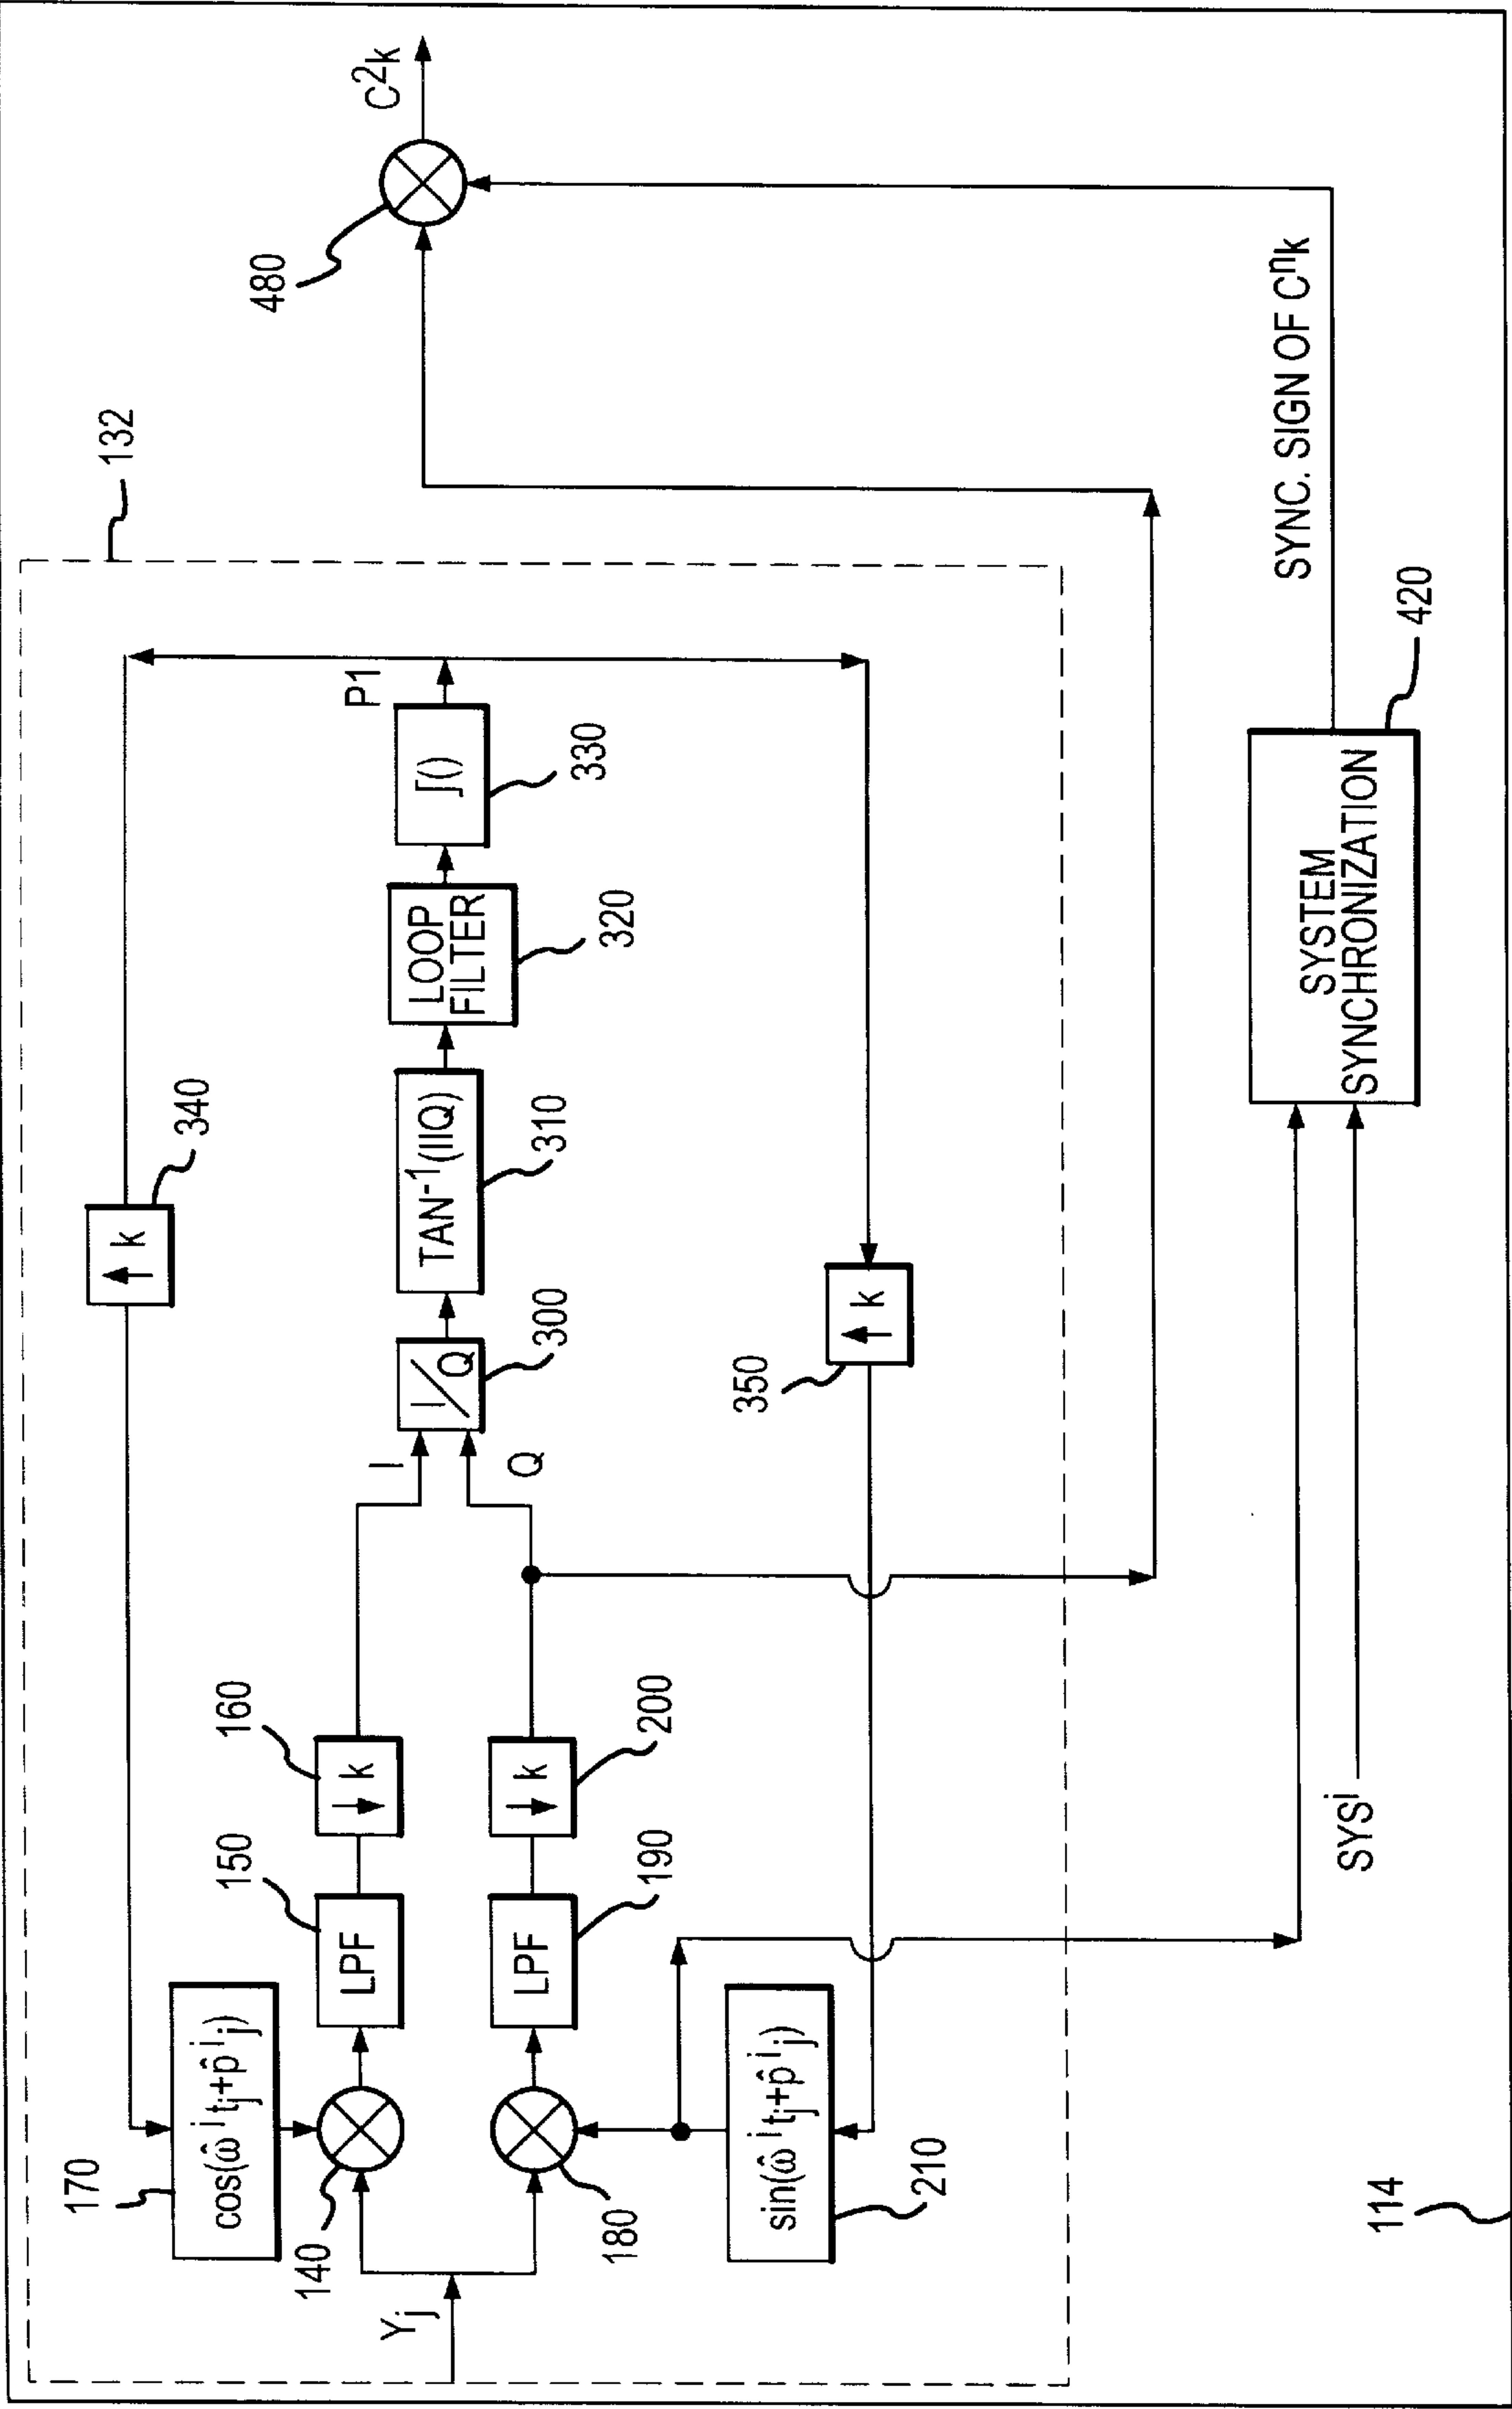 132
340
↑ k
170
cos(ω̂ⁱtⱼ+p̂ⁱⱼ)
150
LPF
160
↓ k
140
I
Yⱼ
180
190
LPF
200
↓ k
Q
I/Q
300
TAN⁻¹(IIQ)
310
LOOP
FILTER
320
∫()
330
P1
350
↑ k
sin(ω̂ⁱtⱼ+p̂ⁱⱼ)
210
480
C²k
SYSⁱ
SYSTEM
SYNCHRONIZATION
420
SYNC. SIGN OF Cⁿk
114